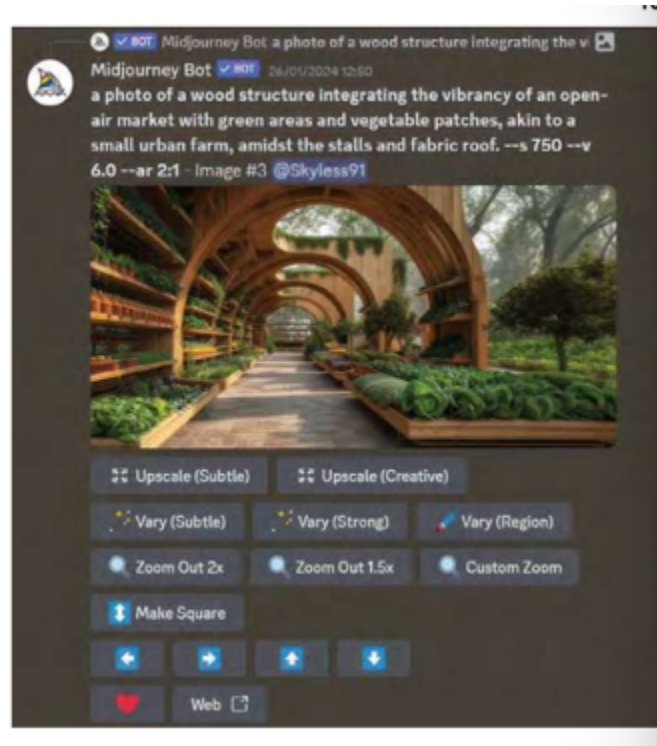 BOT Midjourney Bot a photo of a wood structure integrating the v
Midjourney Bot BOT 26/01/2024 12:50
a photo of a wood structure integrating the vibrancy of an open-
air market with green areas and vegetable patches, akin to a
small urban farm, amidst the stalls and fabric roof. --s 750 --v
6.0 --ar 2:1 - Image #3 @Skyless91
Upscale (Subtle) Upscale (Creative)
Vary (Subtle) Vary (Strong) Vary (Region)
Zoom Out 2x Zoom Out 1.5x Custom Zoom
Make Square
Web